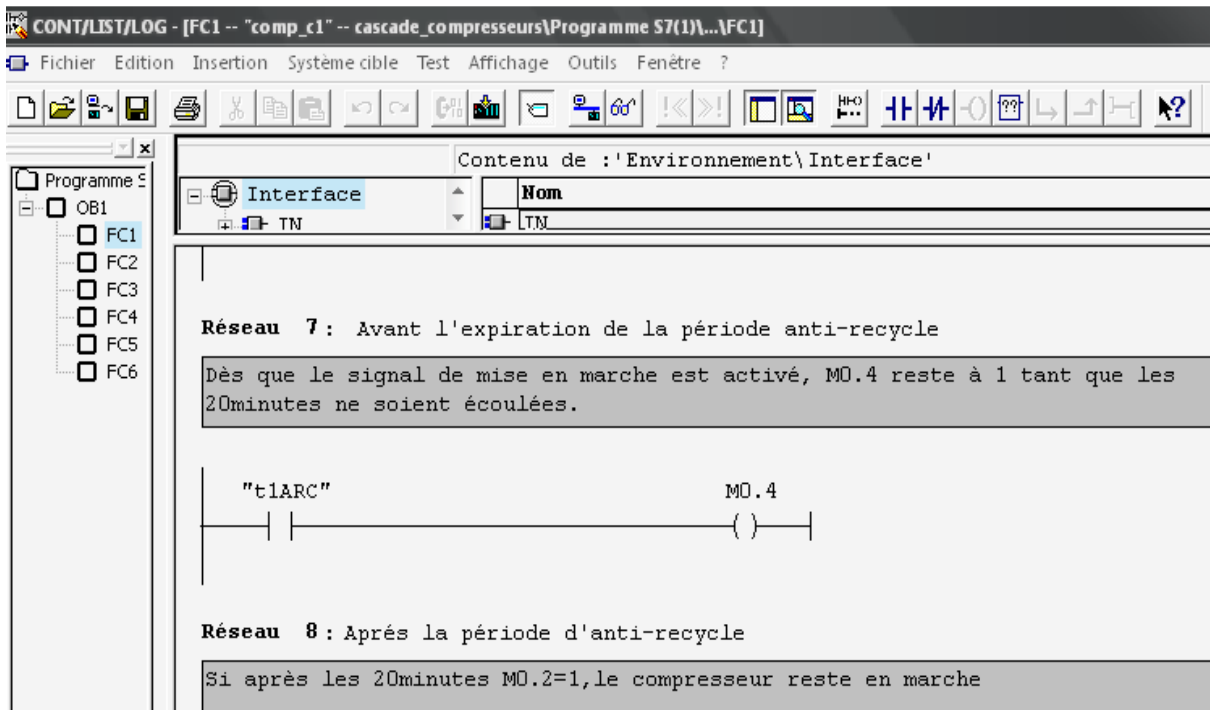 CONT/LIST/LOG - [FC1 -- "comp_c1" -- cascade_compresseurs\Programme S7(1)\...\FC1]
Fichier Edition Insertion Système cible Test Affichage Outils Fenêtre ?
Contenu de :'Environnement\Interface'
Programme S
OB1
FC1
FC2
FC3
FC4
FC5
FC6
Interface
IN
Nom
IN
Réseau 7: Avant l'expiration de la période anti-recycle
Dès que le signal de mise en marche est activé, M0.4 reste à 1 tant que les
20minutes ne soient écoulées.
"t1ARC" M0.4
Réseau 8: Aprés la période d'anti-recycle
Si après les 20minutes M0.2=1,le compresseur reste en marche